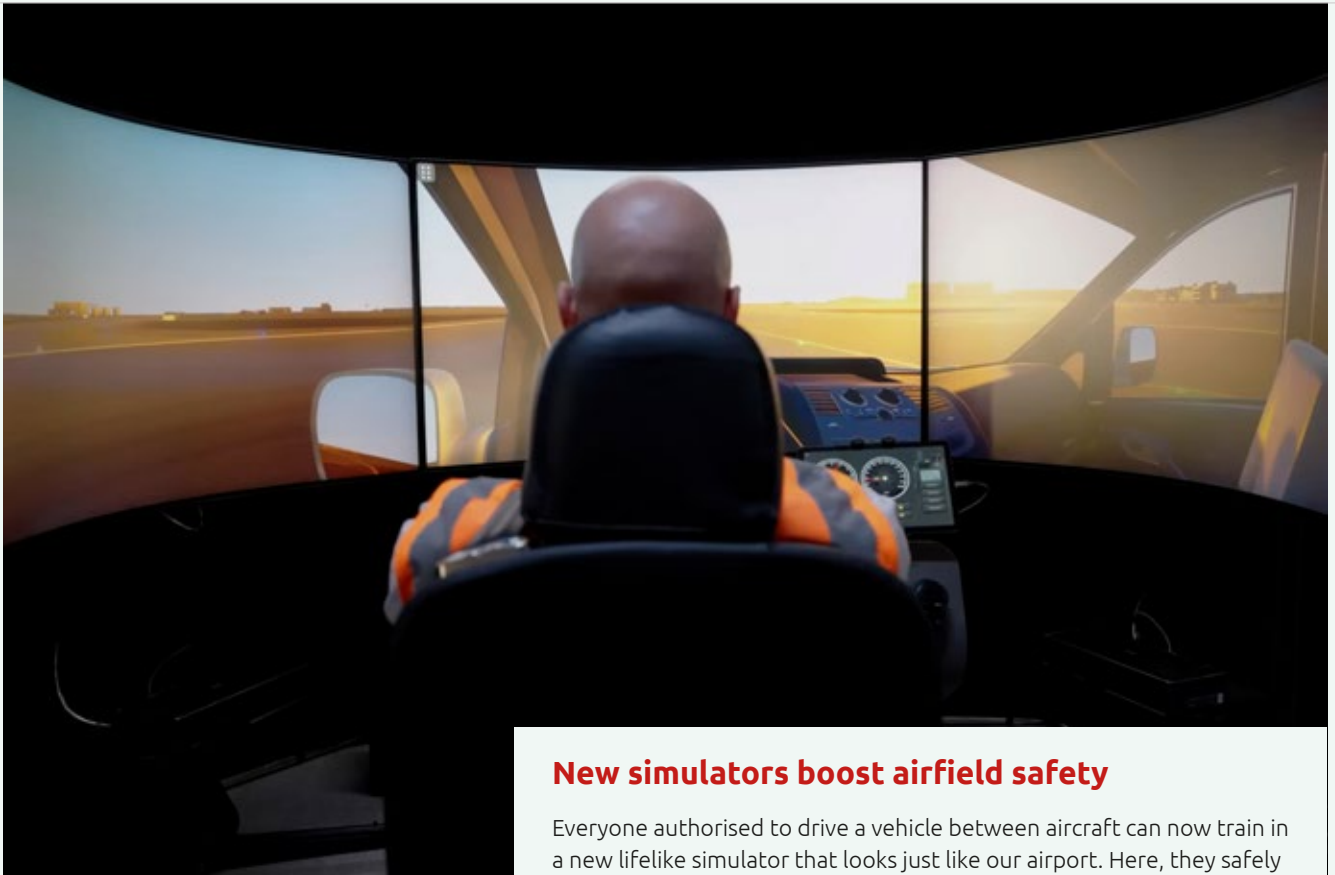 New simulators boost airfield safety
Everyone authorised to drive a vehicle between aircraft can now train in
a new lifelike simulator that looks just like our airport. Here, they safely